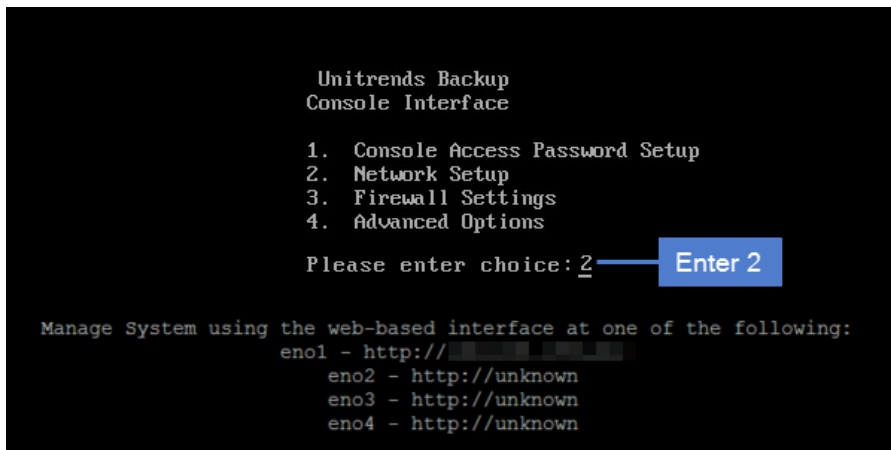 Unitrends Backup
Console Interface
1. Console Access Password Setup
2. Network Setup
3. Firewall Settings
4. Advanced Options
Please enter choice: 2
Enter 2
Manage System using the web-based interface at one of the following:
eno1 - http://
eno2 - http://unknown
eno3 - http://unknown
eno4 - http://unknown